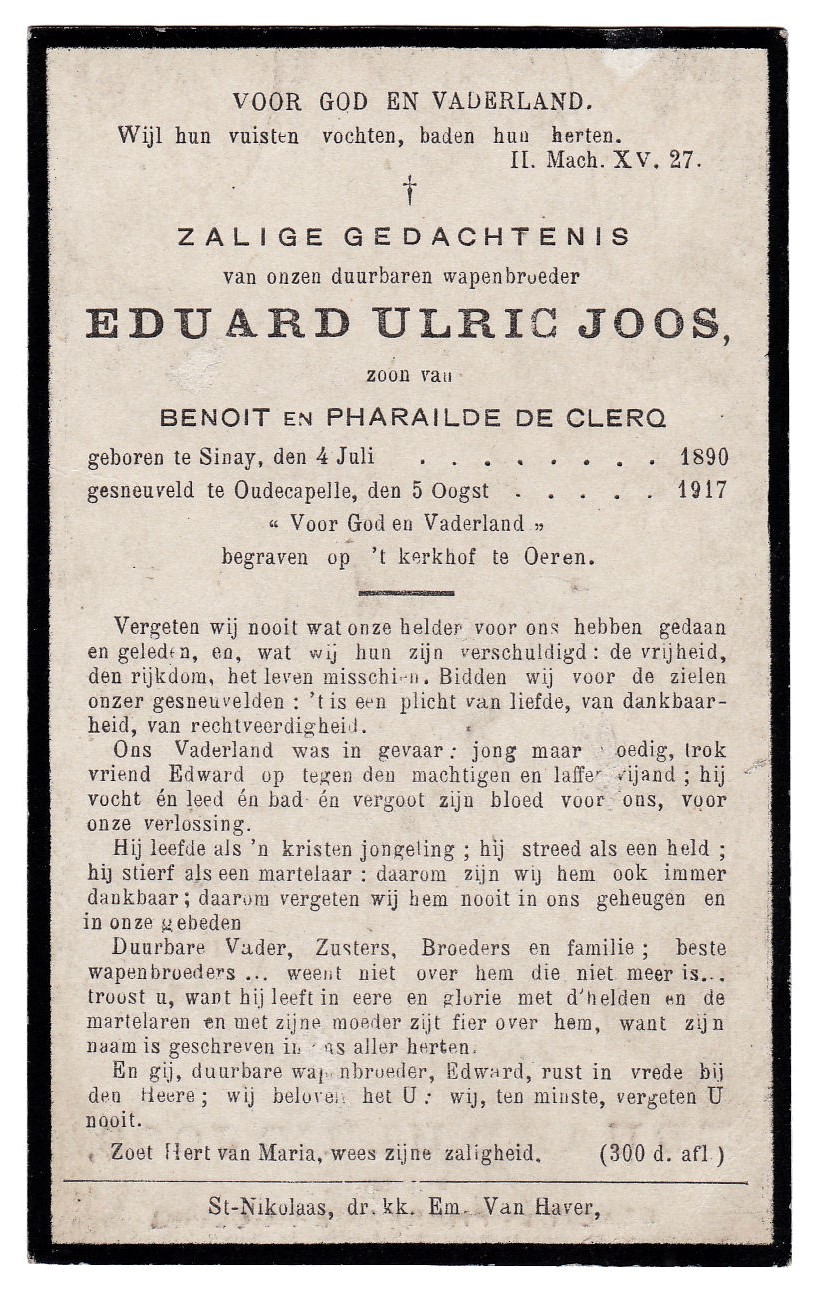 VOOR GOD EN VADERLAND.
Wijl hun vuisten vochten, baden hun herten.
II. Mach. XV. 27.
†
ZALIGE GEDACHTENIS
van onzen duurbaren wapenbroeder
EDUARD ULRIC JOOS,
zoon van
BENOIT EN PHARAILDE DE CLERQ
geboren te Sinay, den 4 Juli . . . . . . . . 1890
gesneuveld te Oudecapelle, den 5 Oogst . . . . . 1917
“ Voor God en Vaderland „
begraven op 't kerkhof te Oeren.
Vergeten wij nooit wat onze helder voor ons hebben gedaan
en geleden, en, wat wij hun zijn verschuldigd : de vrijheid,
den rijkdom, het leven misschien. Bidden wij voor de zielen
onzer gesneuvelden : 't is een plicht van liefde, van dankbaar-
heid, van rechtveerdigheid.
Ons Vaderland was in gevaar : jong maar oedig, trok
vriend Edward op tegen den machtigen en laffer vijand ; hij
vocht én leed én bad én vergoot zijn bloed voor ons, voor
onze verlossing.
Hij leefde als 'n kristen jongeling ; hij streed als een held ;
hij stierf als een martelaar : daarom zijn wij hem ook immer
dankbaar ; daarom vergeten wij hem nooit in ons geheugen en
in onze gebeden
Duurbare Vader, Zusters, Broeders en familie ; beste
wapenbroeders ... weent niet over hem die niet meer is...
troost u, want hij leeft in eere en glorie met d'helden en de
martelaren en met zijne moeder zijt fier over hem, want zijn
naam is geschreven in ons aller herten.
En gij, duurbare wapenbroeder, Edward, rust in vrede bij
den Heere ; wij beloven het U : wij, ten minste, vergeten U
nooit.
Zoet Hert van Maria, wees zijne zaligheid. (300 d. afl.)
St-Nikolaas, dr. kk. Em. Van Haver,